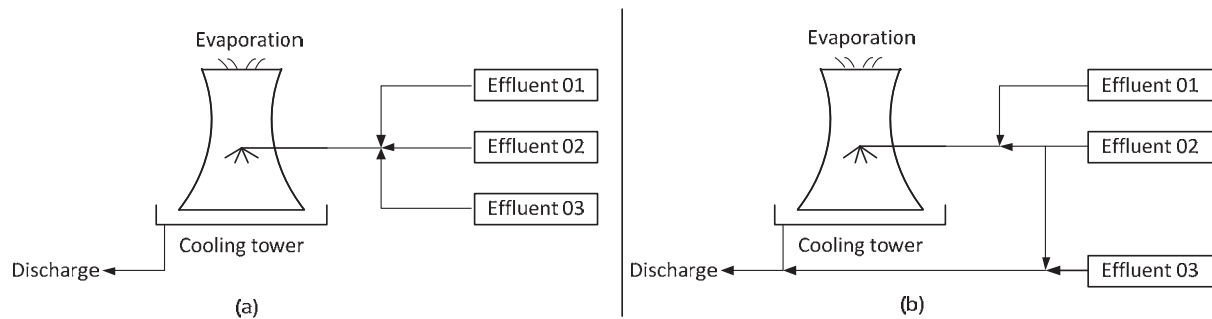 Evaporation
Effluent 01
Effluent 02
Effluent 03
Cooling tower
Discharge
(a)
Evaporation
Effluent 01
Effluent 02
Cooling tower
Discharge
Effluent 03
(b)